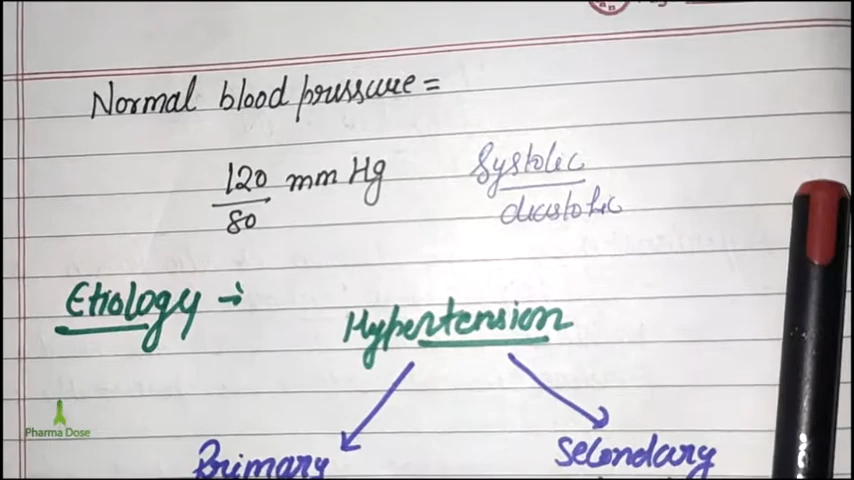 Normal blood pressure =
120 mm Hg Systolic
80 diastolic
Etiology →
Hypertension
Primary Secondary
Pharma Dose